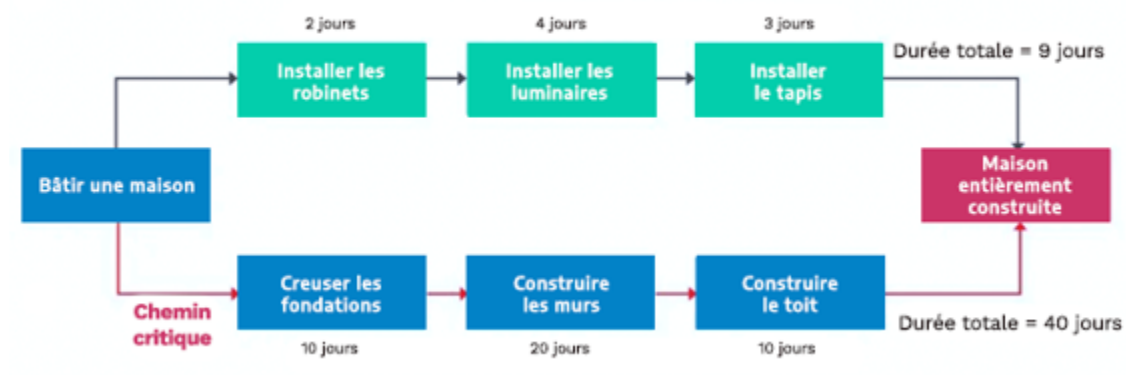 2 jours
4 jours
3 jours
Installer les
robinets
Installer les
luminaires
Installer
le tapis
Durée totale = 9 jours
Bâtir une maison
Maison
entièrement
construite
Chemin
critique
Creuser les
fondations
Construire
les murs
Construire
le toit
Durée totale = 40 jours
10 jours
20 jours
10 jours